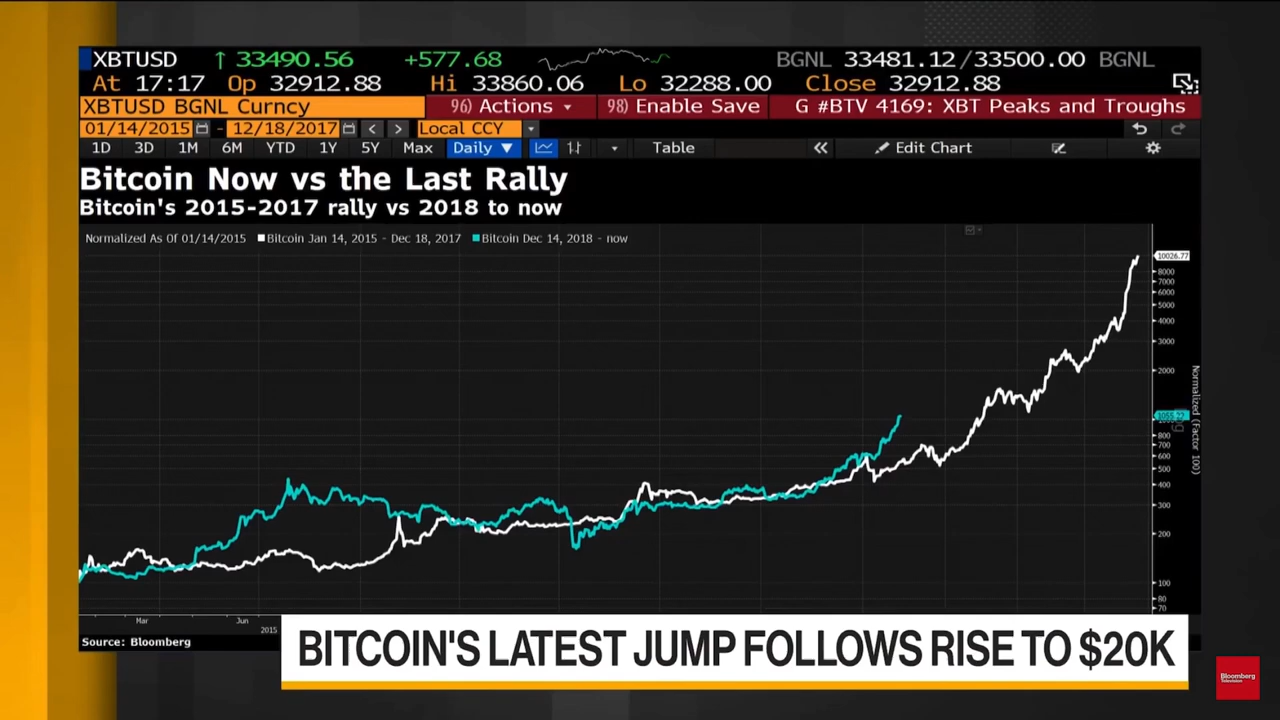 XBTUSD ↑ 33490.56 +577.68 BGNL 33481.12/33500.00 BGNL
At 17:17 Op 32912.88 Hi 33860.06 Lo 32288.00 Close 32912.88
XBTUSD BGNL Curncy 96) Actions 98) Enable Save G #BTV 4169: XBT Peaks and Troughs
01/14/2015 - 12/18/2017 < > Local CCY
1D 3D 1M 6M YTD 1Y 5Y Max Daily ▼ Table « Edit Chart
Bitcoin Now vs the Last Rally
Bitcoin's 2015-2017 rally vs 2018 to now
Normalized As Of 01/14/2015 Bitcoin Jan 14, 2015 - Dec 18, 2017 Bitcoin Dec 14, 2018 - now
10026.77
8000
7000
6000
5000
4000
3000
2000
800
700
600
500
400
300
200
100
80
70
Normalized (Factor 100)
Mar Jun
2015
Source: Bloomberg
BITCOIN'S LATEST JUMP FOLLOWS RISE TO $20K
Bloomberg
Television